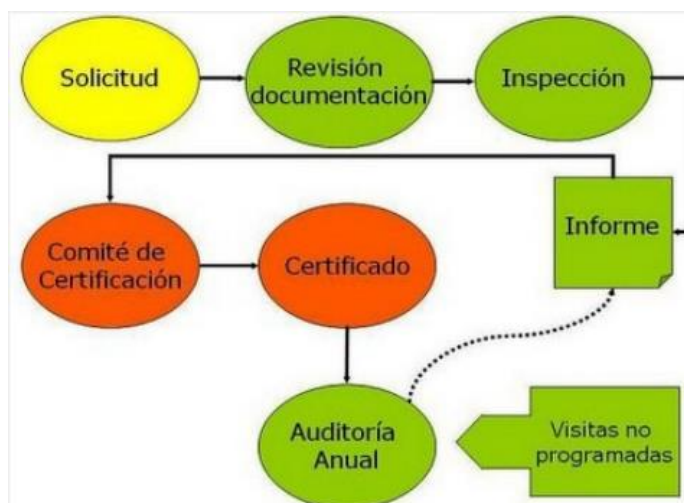 Solicitud
Revisión
documentación
Inspección
Comité de
Certificación
Certificado
Informe
Auditoría
Anual
Visitas no
programadas